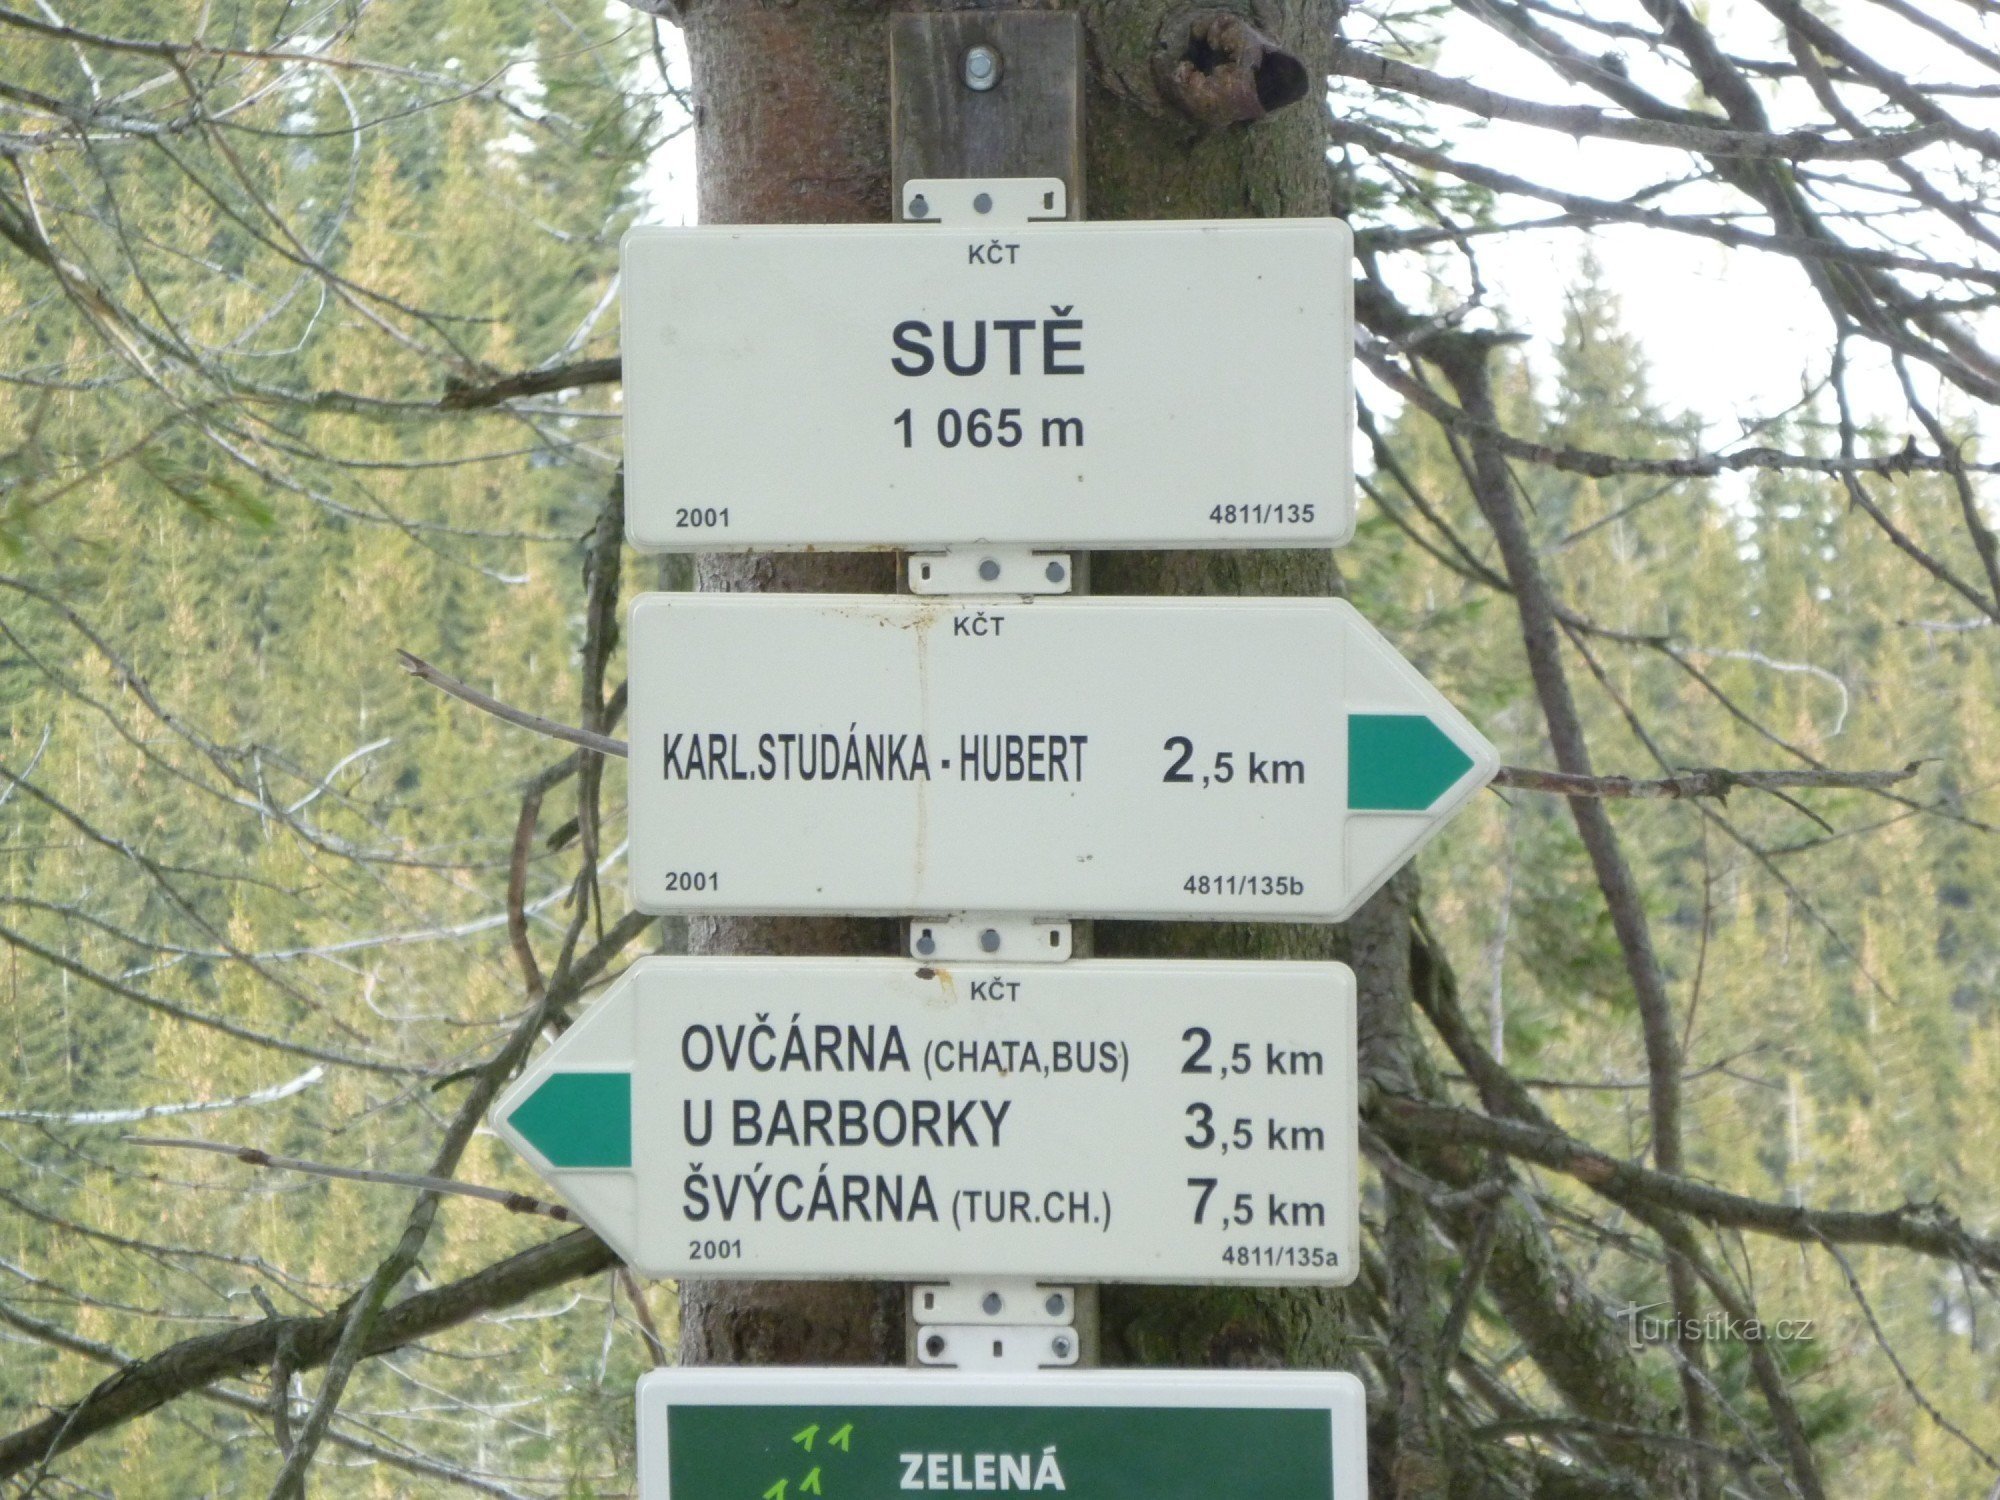 KČT
SUTĚ
1 065 m
2001 4811/135
KČT
KARL.STUDÁNKA - HUBERT 2,5 km
2001 4811/135b
KČT
OVČÁRNA (CHATA,BUS) 2,5 km
U BARBORKY 3,5 km
ŠVÝCÁRNA (TUR.CH.) 7,5 km
2001 4811/135a
Turistika.cz
ZELENÁ